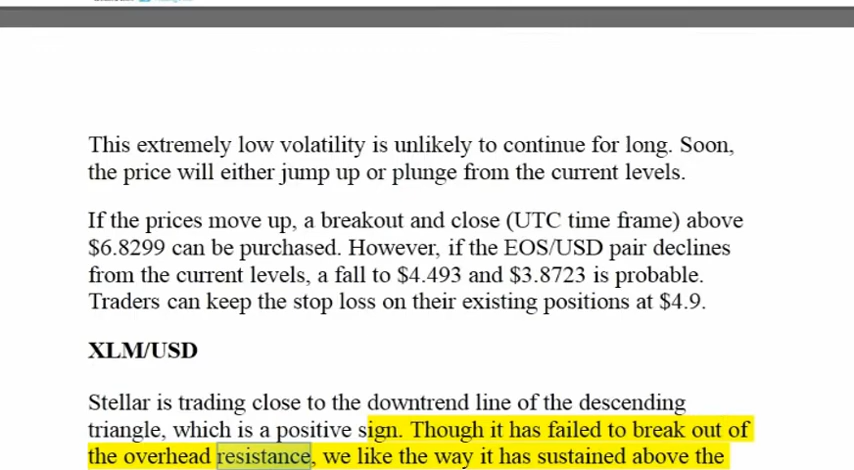 This extremely low volatility is unlikely to continue for long. Soon,
the price will either jump up or plunge from the current levels.
If the prices move up, a breakout and close (UTC time frame) above
$6.8299 can be purchased. However, if the EOS/USD pair declines
from the current levels, a fall to $4.493 and $3.8723 is probable.
Traders can keep the stop loss on their existing positions at $4.9.
XLM/USD
Stellar is trading close to the downtrend line of the descending
triangle, which is a positive sign. Though it has failed to break out of
the overhead resistance, we like the way it has sustained above the